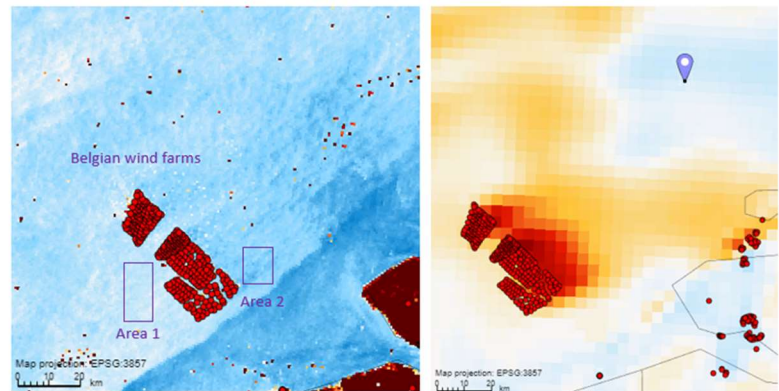 Belgian wind farms
Area 2
Area 1
Map projection: EPSG:3857
0 10 20 km
Map projection: EPSG:3857
0 10 20 km